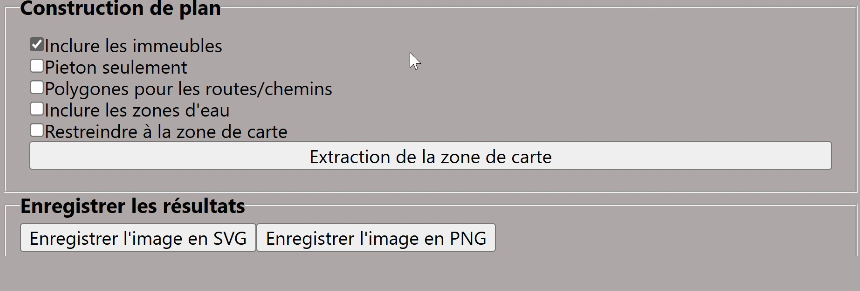 Construction de plan
Inclure les immeubles
Pieton seulement
Polygones pour les routes/chemins
Inclure les zones d'eau
Restreindre à la zone de carte
Extraction de la zone de carte
Enregistrer les résultats
Enregistrer l'image en SVG Enregistrer l'image en PNG